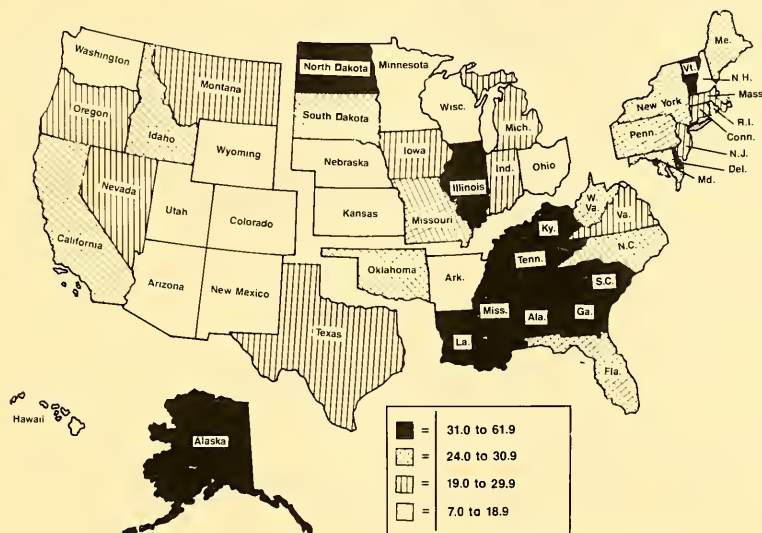 Washington
Montana
North Dakota
Minnesota
Me.
Vt.
N.H.
Oregon
Idaho
South Dakota
Wisc.
Mich.
New York
Mass.
Wyoming
Iowa
Penn.
R.I.
Conn.
Nevada
Nebraska
Illinois
Ind.
Ohio
N.J.
Del.
Md.
Utah
Colorado
Kansas
Missouri
W.
Va.
Va.
California
Ky.
N.C.
Arizona
New Mexico
Oklahoma
Ark.
Tenn.
S.C.
Texas
Miss.
Ala.
Ga.
La.
Fla.
Hawaii
Alaska
= 31.0 to 61.9
= 24.0 to 30.9
= 19.0 to 29.9
= 7.0 to 18.9